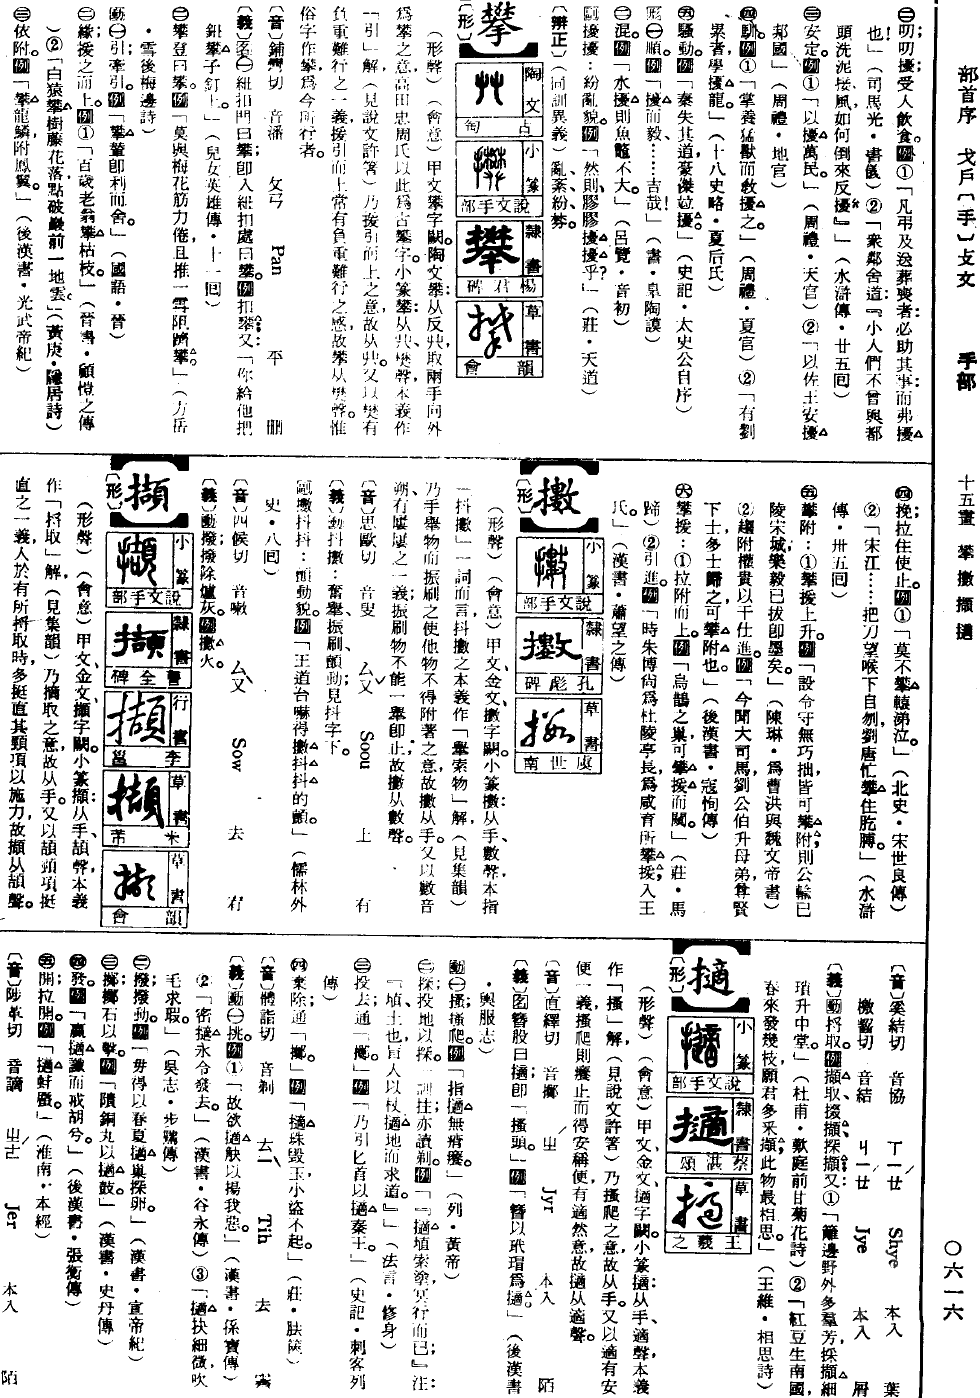 部首序 戈戶〔手〕支攴 手部 十五畫 攀擻擷擿 〇六一六
㊁叨叨擾受人飲食。例①「凡弔及送葬喪者必助其事而弗擾
也」(司馬光・書儀)②「衆鄰舍道『小人們不曾與都
頭洗泥接風如何倒來反擾』」(水滸傳・廿五回)
㊂安定。例①「以擾萬民。」(周禮・天官)②「以佐王安擾
邦國」(周禮・地官)
㊃馴。例①「掌養猛獸而敎擾之。」(周禮・夏官)②「有劉
累者學擾龍。」(十八史略・夏后氏)
㊄騷動。例「秦失其道豪傑竝擾」(史記・太史公自序)
形㊀順。例「擾而毅……吉哉!」(書・皐陶謨)
㊁混。例「水擾則魚鼈不大。」(呂覽・音初)
副擾擾:紛亂貌。例「然則膠膠擾擾乎?」(莊・天道)
〔辨正〕(同訓異義)亂紊紛棼。
攀
〔形〕
陶文 古匋
小篆 說文手部
隸書 楊君碑
草書 韻會
(形聲)(會意)甲文攀字闕。陶文攀:从反廾取兩手向外
爲攀之意高田忠周氏以此爲古攀字小篆攀:从廾樊聲本義作
「引」解(見說文許箸)乃援引而上之意故从廾又以樊有
負重難行之一義援引而上常有負重難行之感故攀从樊聲。惟
俗字作攀爲今所行者。
〔音〕鋪彎切 音潘 ㄆㄢ Pan 平 刪
〔義〕名㊀紐扣門曰攀;卽入紐扣處曰攀。例扣攀;又「你給他把
鈕攀子釘上。」(兒女英雄傳・十一回)
㊁攀登曰攀。例「莫與梅花筋力倦,且推一雪阻躋攀」(方岳
・雪後梅邊詩)
動㊀引;牽引。例「攀輦卽利而舍。」(國語・晉)
㊁緣;援之而上。例①「百歲老翁攀枯枝。」(晉書・顧愷之傳
)②「白猿攀樹藤花落點破巖前一地雲」(黃庚・隱居詩)
㊂依附。例「攀龍鱗,附鳳翼」(後漢書・光武帝紀)
㊃挽;拉住使止。例①「莫不攀轅涕泣」(北史・宋世良傳)
②「宋江……把刀望喉下自刎劉唐忙攀住肐膊。」(水滸
傳・卅五回)
㊄攀附:①攀援上升。例「設令守無巧拙皆可攀附則公輸已
陵宋城樂毅已拔卽墨矣。」(陳琳・爲曹洪與魏文帝書)
②趨附權貴以干仕進。例「今聞大司馬劉公伯升母弟尊賢
下士多士歸之可攀附也。」(後漢書・寇恂傳)
㊅攀援:①拉附而上。例「烏鵲之巢可攀援而闚」(莊・馬
蹄)②引進。例「時朱博尙爲杜陵亭長爲咸育所攀援入王
氏」(漢書・蕭望之傳)
擻
〔形〕
小篆 說文手部
隸書 孔彪碑
草書 虞世南
(形聲)(會意)甲文金文擻字闕。小篆擻:从手數聲本指
「抖擻」一詞而言抖擻之本義作「舉索物」解(見集韻)
乃手舉物而振刷之使他物不得附著之意故擻从手。又以數音
朔有屢屢之一義振刷物不能一舉卽止故擻从數聲。
〔音〕思歐切 音叟 ㄙㄡˇ Soou 上 有
〔義〕動抖擻:奮舉振刷顫動見抖字下。
副擻抖抖:顫動貌。例「王道台嚇得擻抖抖的顫。」(儒林外
史・八回)
〔音〕四候切 音嗽 ㄙㄡ Sow 去 宥
〔義〕動撥;撥除爐灰。例擻火。
擷
〔形〕
小篆 說文手部
隸書 魯全碑
行書 李邕
草書 米芾
草書 韻會
(形聲)(會意)甲文金文擷字闕。小篆擷:从手頡聲本義
作「捋取」解(見集韻)乃摘取之意故从手又以頡頸項挺
直之一義人於有所捋取時多挺直其頸項以施力故擷从頡聲。
〔音〕奚結切 音協 ㄒㄧㄝˊ Shye 本入 葉
檄齧切 音結 ㄐㄧㄝˊ Jye 本入 屑
〔義〕動捋取。例擷取掇擷採擷又①「籬邊野外多羣芳採擷細
瑣升中堂。」(杜甫・歎庭前甘菊花詩)②「紅豆生南國,
春來發幾枝,願君多采擷此物最相思」(王維・相思詩)
擿
〔形〕
小篆 說文手部
隸書 蔡淇頌
草書 王羲之
(形聲)(會意)甲文金文擿字闕。小篆擿:从手,適聲本義
作「搔」解(見說文許箸)乃搔爬之意故从手又以適有安
便一義搔爬則癢止而得安稱便有適然意故擿从適聲。
〔音〕直繹切 音擲 ㄓ Jyr 本入 陌
〔義〕名簪股曰擿;卽「搔頭」。例「簪以玳瑁爲擿」(後漢書
・輿服志)
動㊀搔;搔爬。例「指擿無痟癢」(列・黃帝)
㊁探;投地以探。一訓挂亦讀剃。例「『擿埴索塗冥行而已』注
「埴土也盲人以杖擿地而求道。』」(法言・修身)
㊂投去;通「擲」。例「乃引匕首以擿秦王。」(史記・刺客列
傳)
㊃棄除;通「擲」。例「擿珠毀玉小盜不起」(莊・胠篋)
〔音〕體詣切 音剃 ㄊㄧˋ Tih 去 霽
〔義〕動㊀挑。例①「故欲擿觖以揚我惡」(漢書・孫寶傳)
②「密擿永令發去。」(漢書・谷永傳)③「擿抉細微吹
毛求瑕」(吳志・步騭傳)
㊁撥;撥動。例「毋得以春夏擿巢探卵。」(漢書・宣帝紀)
㊂擲;擲石以擊。例「隤銅丸以擿鼓。」(漢書・史丹傳)
㊃發。例「嬴擿讖而戒胡兮。」(後漢書・張衡傳)
㊄開;拉開。例「擿蚌蜃」(淮南・本經)
〔音〕陟革切 音謫 ㄓㄜˊ Jer 本入 陌